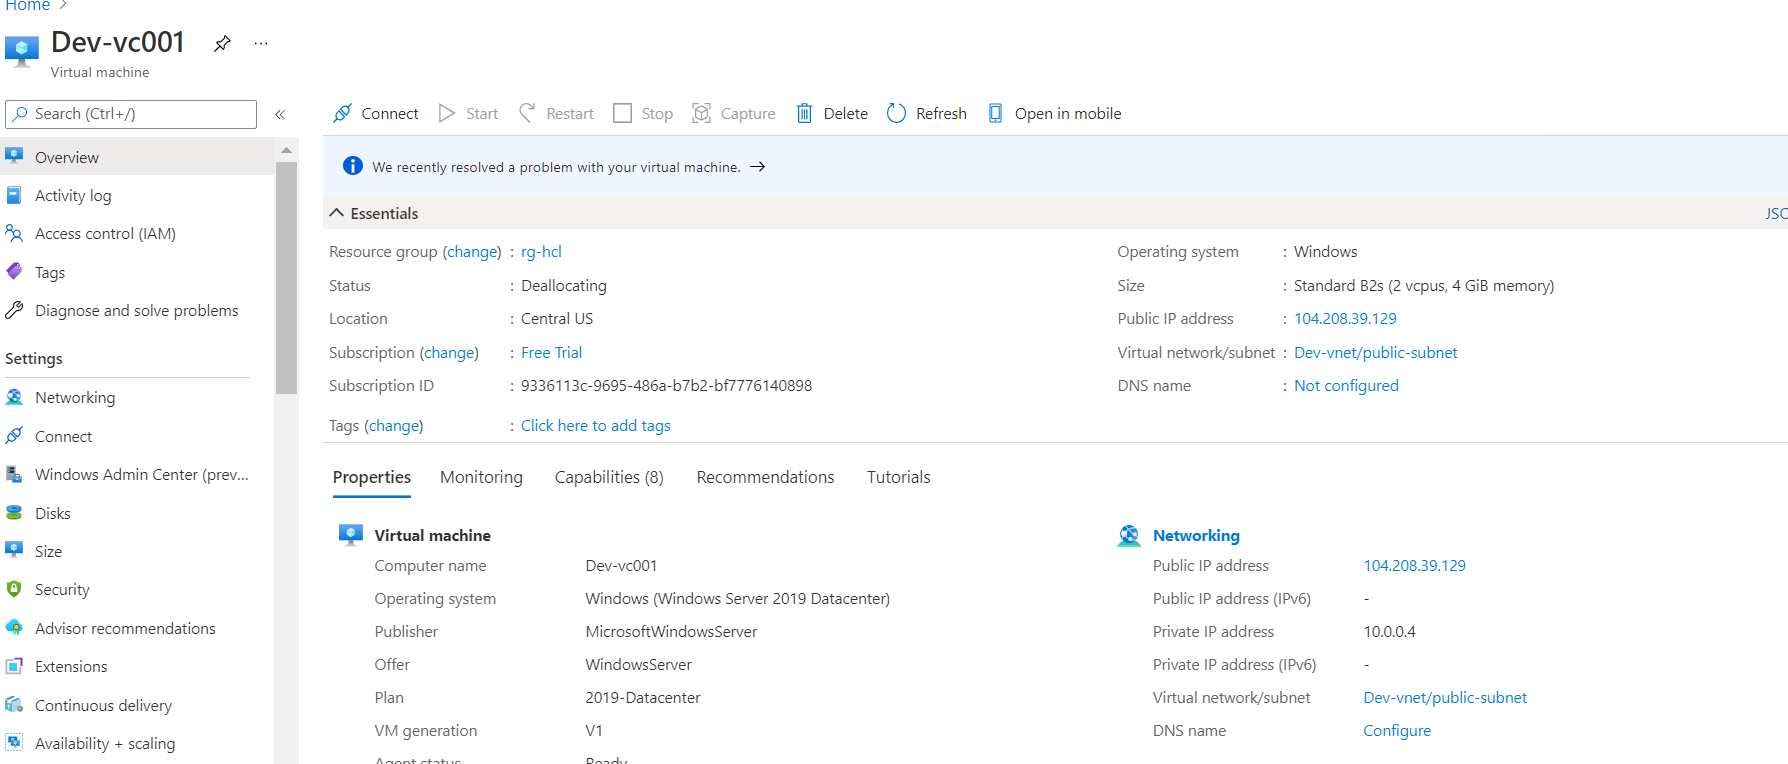 Home >
Dev-vc001 ...
Virtual machine
Search (Ctrl+/) «
Overview
Activity log
Access control (IAM)
Tags
Diagnose and solve problems
Settings
Networking
Connect
Windows Admin Center (prev...
Disks
Size
Security
Advisor recommendations
Extensions
Continuous delivery
Availability + scaling
Connect Start Restart Stop Capture Delete Refresh Open in mobile
We recently resolved a problem with your virtual machine. →
Essentials
Resource group (change) : rg-hcl
Status : Deallocating
Location : Central US
Subscription (change) : Free Trial
Subscription ID : 9336113c-9695-486a-b7b2-bf7776140898
Tags (change) : Click here to add tags
Operating system : Windows
Size : Standard B2s (2 vcpus, 4 GiB memory)
Public IP address : 104.208.39.129
Virtual network/subnet : Dev-vnet/public-subnet
DNS name : Not configured
Properties Monitoring Capabilities (8) Recommendations Tutorials
Virtual machine
Computer name Dev-vc001
Operating system Windows (Windows Server 2019 Datacenter)
Publisher MicrosoftWindowsServer
Offer WindowsServer
Plan 2019-Datacenter
VM generation V1
Agent status Ready
Networking
Public IP address 104.208.39.129
Public IP address (IPv6) -
Private IP address 10.0.0.4
Private IP address (IPv6) -
Virtual network/subnet Dev-vnet/public-subnet
DNS name Configure